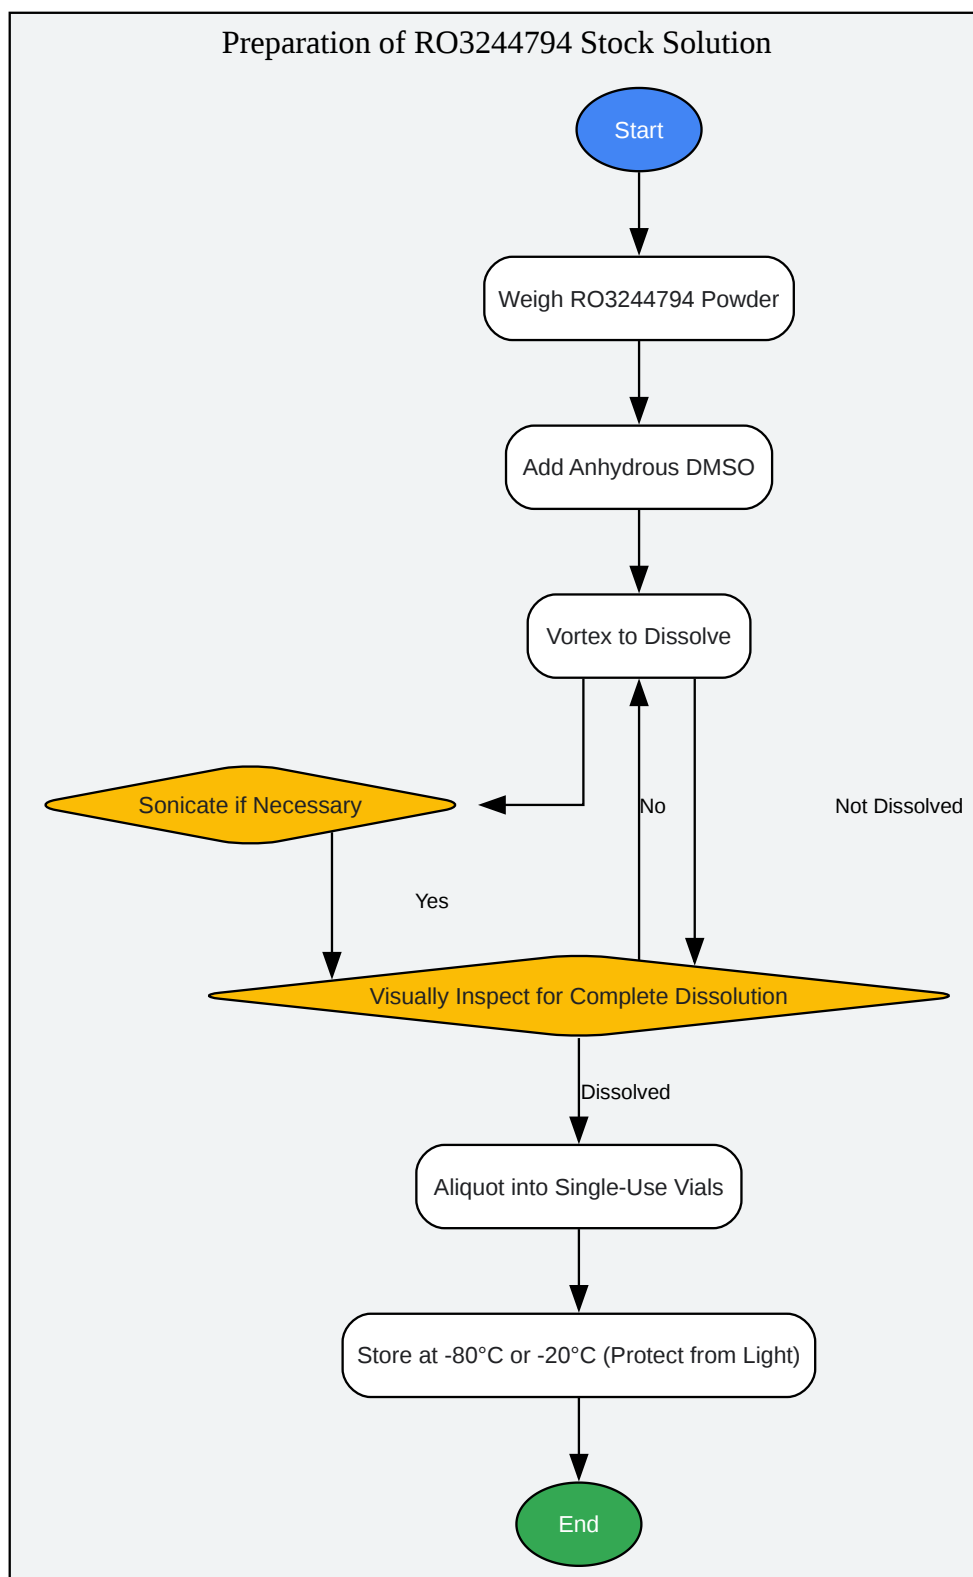 Preparation of RO3244794 Stock Solution
Start
Weigh RO3244794 Powder
Add Anhydrous DMSO
Vortex to Dissolve
Sonicate if Necessary
No
Not Dissolved
Yes
Visually Inspect for Complete Dissolution
Dissolved
Aliquot into Single-Use Vials
Store at -80°C or -20°C (Protect from Light)
End